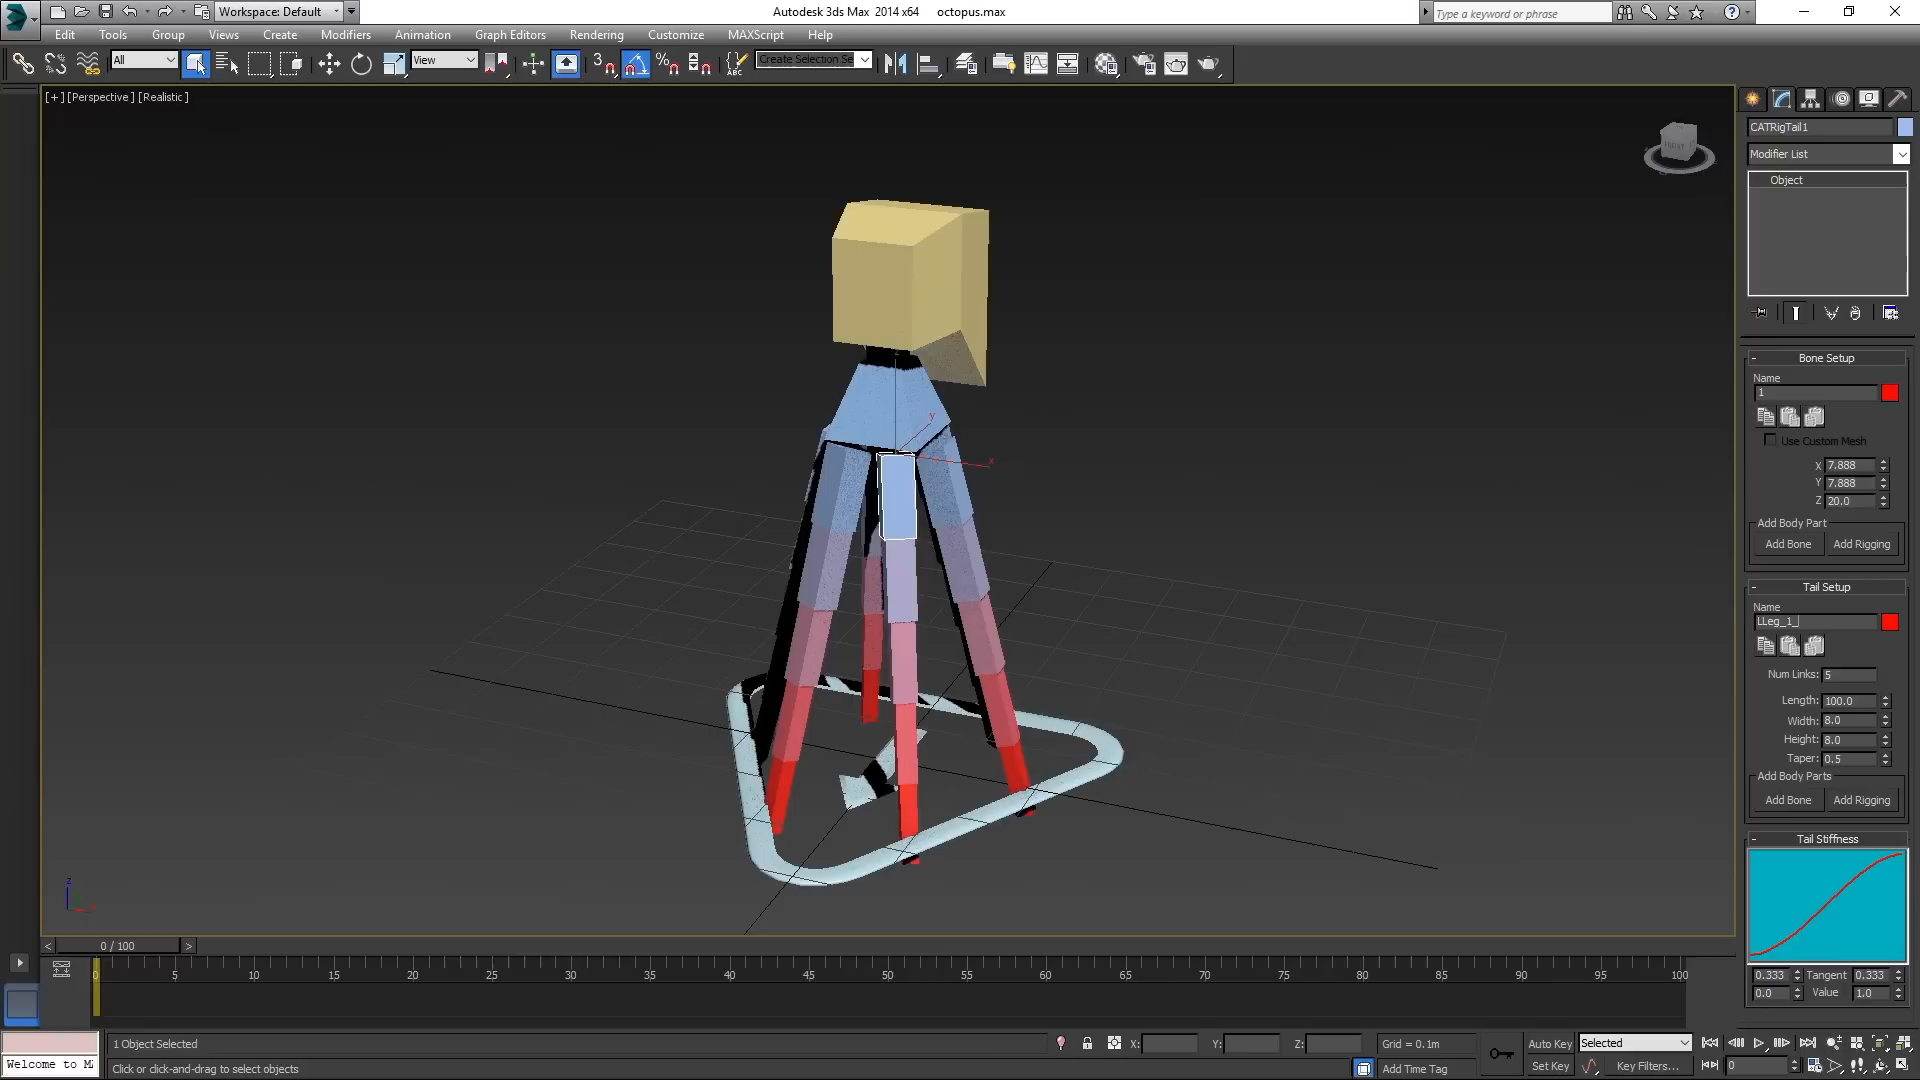 Workspace: Default
Autodesk 3ds Max 2014 x64 octopus.max
Type a keyword or phrase
Edit Tools Group Views Create Modifiers Animation Graph Editors Rendering Customize MAXScript Help
All
View
3
Create Selection Se
[+] [Perspective] [Realistic]
CATRigTail1
Modifier List
Object
- Bone Setup
Name
1
Use Custom Mesh
X 7.888
Y 7.888
Z 20.0
Add Body Part
Add Bone Add Rigging
- Tail Setup
Name
LLeg_1_
Num Links: 5
Length: 100.0
Width: 8.0
Height: 8.0
Taper: 0.5
Add Body Parts
Add Bone Add Rigging
- Tail Stiffness
0.333 Tangent 0.333
0.0 Value 1.0
z
y
x
z
< 0 / 100 >
0 5 10 15 20 25 30 35 40 45 50 55 60 65 70 75 80 85 90 95 100
1 Object Selected
X: Y: Z:
Grid = 0.1m
Auto Key
Selected
Welcome to M
Click or click-and-drag to select objects
Add Time Tag
Set Key
Key Filters...
0